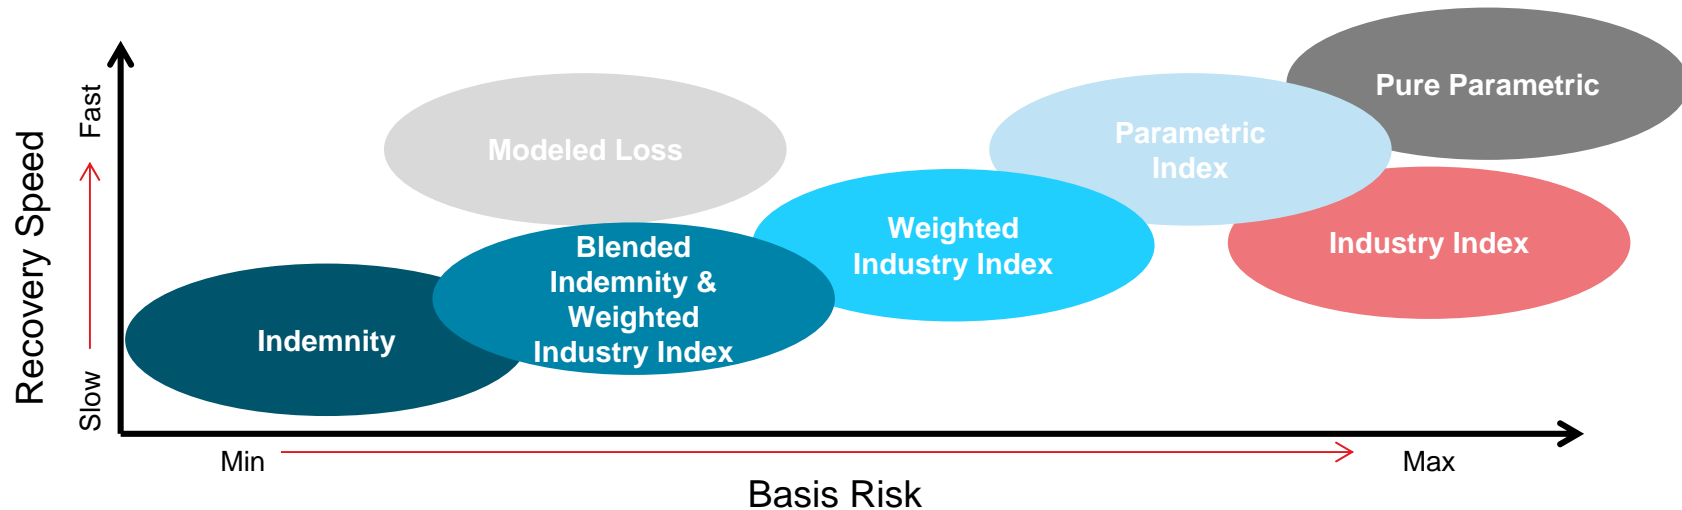 Recovery Speed
Fast
Slow
Pure Parametric
Parametric
Index
Modeled Loss
Weighted
Industry Index
Industry Index
Blended
Indemnity &
Weighted
Industry Index
Indemnity
Min
Max
Basis Risk